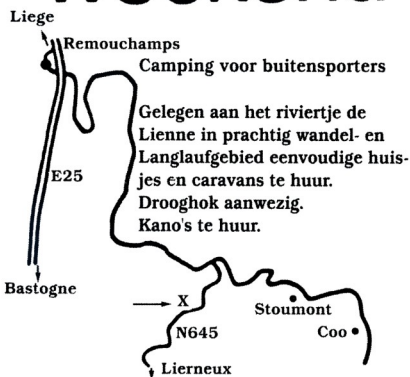 Liege
Remouchamps
Camping voor buitensporters
Gelegen aan het riviertje de
Lienne in prachtig wandel- en
Langlaufgebied eenvoudige huis-
jes en caravans te huur.
Drooghok aanwezig.
Kano's te huur.
E25
Bastogne
X
Stoumont
N645
Coo
Lierneux